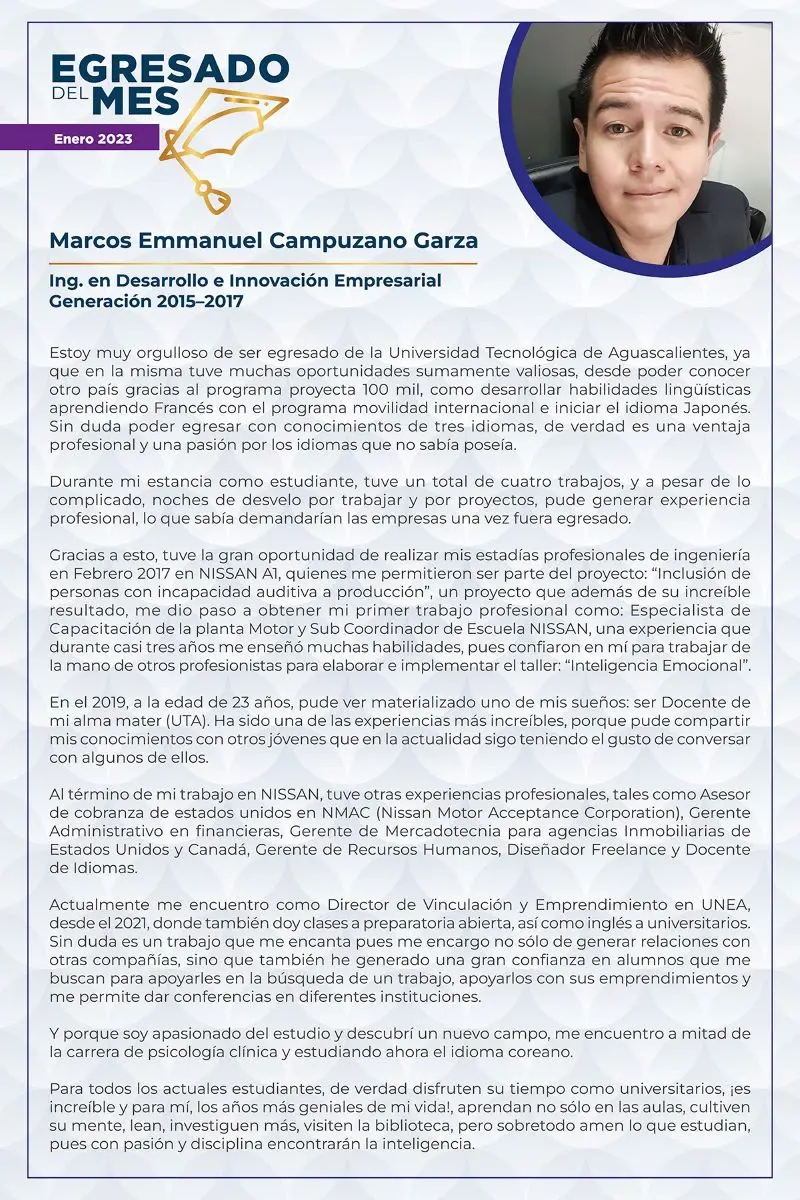 EGRESADO
DEL MES
Enero 2023
Marcos Emmanuel Campuzano Garza
Ing. en Desarrollo e Innovación Empresarial
Generación 2015–2017
Estoy muy orgulloso de ser egresado de la Universidad Tecnológica de Aguascalientes, ya
que en la misma tuve muchas oportunidades sumamente valiosas, desde poder conocer
otro país gracias al programa proyecta 100 mil, como desarrollar habilidades lingüísticas
aprendiendo Francés con el programa movilidad internacional e iniciar el idioma Japonés.
Sin duda poder egresar con conocimientos de tres idiomas, de verdad es una ventaja
profesional y una pasión por los idiomas que no sabía poseía.
Durante mi estancia como estudiante, tuve un total de cuatro trabajos, y a pesar de lo
complicado, noches de desvelo por trabajar y por proyectos, pude generar experiencia
profesional, lo que sabía demandarían las empresas una vez fuera egresado.
Gracias a esto, tuve la gran oportunidad de realizar mis estadías profesionales de ingeniería
en Febrero 2017 en NISSAN A1, quienes me permitieron ser parte del proyecto: “Inclusión de
personas con incapacidad auditiva a producción”, un proyecto que además de su increíble
resultado, me dio paso a obtener mi primer trabajo profesional como: Especialista de
Capacitación de la planta Motor y Sub Coordinador de Escuela NISSAN, una experiencia que
durante casi tres años me enseñó muchas habilidades, pues confiaron en mí para trabajar de
la mano de otros profesionistas para elaborar e implementar el taller: “Inteligencia Emocional”.
En el 2019, a la edad de 23 años, pude ver materializado uno de mis sueños: ser Docente de
mi alma mater (UTA). Ha sido una de las experiencias más increíbles, porque pude compartir
mis conocimientos con otros jóvenes que en la actualidad sigo teniendo el gusto de conversar
con algunos de ellos.
Al término de mi trabajo en NISSAN, tuve otras experiencias profesionales, tales como Asesor
de cobranza de estados unidos en NMAC (Nissan Motor Acceptance Corporation), Gerente
Administrativo en financieras, Gerente de Mercadotecnia para agencias Inmobiliarias de
Estados Unidos y Canadá, Gerente de Recursos Humanos, Diseñador Freelance y Docente
de Idiomas.
Actualmente me encuentro como Director de Vinculación y Emprendimiento en UNEA,
desde el 2021, donde también doy clases a preparatoria abierta, así como inglés a universitarios.
Sin duda es un trabajo que me encanta pues me encargo no sólo de generar relaciones con
otras compañías, sino que también he generado una gran confianza en alumnos que me
buscan para apoyarles en la búsqueda de un trabajo, apoyarlos con sus emprendimientos y
me permite dar conferencias en diferentes instituciones.
Y porque soy apasionado del estudio y descubrí un nuevo campo, me encuentro a mitad de
la carrera de psicología clínica y estudiando ahora el idioma coreano.
Para todos los actuales estudiantes, de verdad disfruten su tiempo como universitarios, ¡es
increíble y para mí, los años más geniales de mi vida!, aprendan no sólo en las aulas, cultiven
su mente, lean, investiguen más, visiten la biblioteca, pero sobretodo amen lo que estudian,
pues con pasión y disciplina encontrarán la inteligencia.